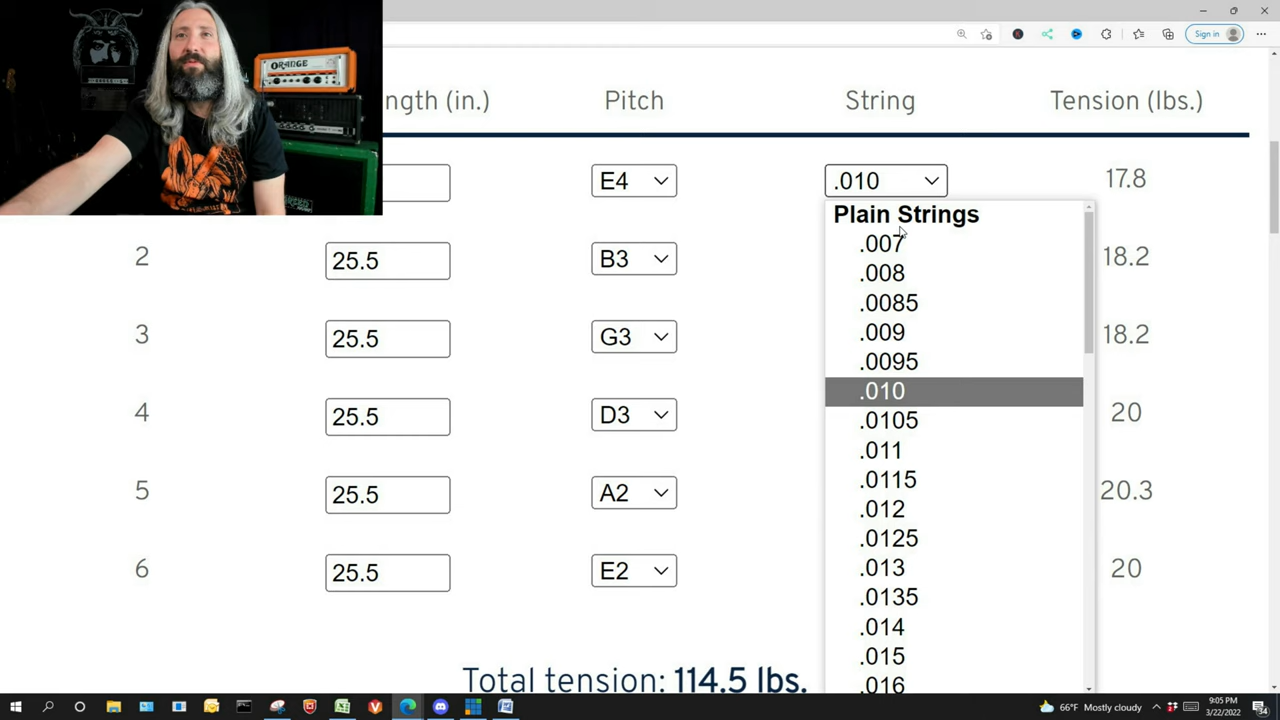 Sign in
ORANGE
ngth (in.)
Pitch
String
Tension (lbs.)
E4
.010
17.8
Plain Strings
.007
.008
.0085
.009
.0095
.010
.0105
.011
.0115
.012
.0125
.013
.0135
.014
.015
.016
2
25.5
B3
18.2
3
25.5
G3
18.2
4
25.5
D3
20
5
25.5
A2
20.3
6
25.5
E2
20
Total tension: 114.5 lbs.
66°F Mostly cloudy
9:05 PM
3/22/2022
34